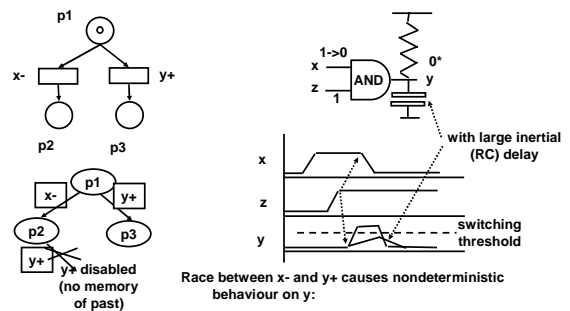 p1
x-
y+
p2
p3
1->0
x
z
1
AND
0*
y
with large inertial
(RC) delay
p1
x-
y+
p2
p3
y+
y+ disabled
(no memory
of past)
x
z
y
switching
threshold
Race between x- and y+ causes nondeterministic
behaviour on y: